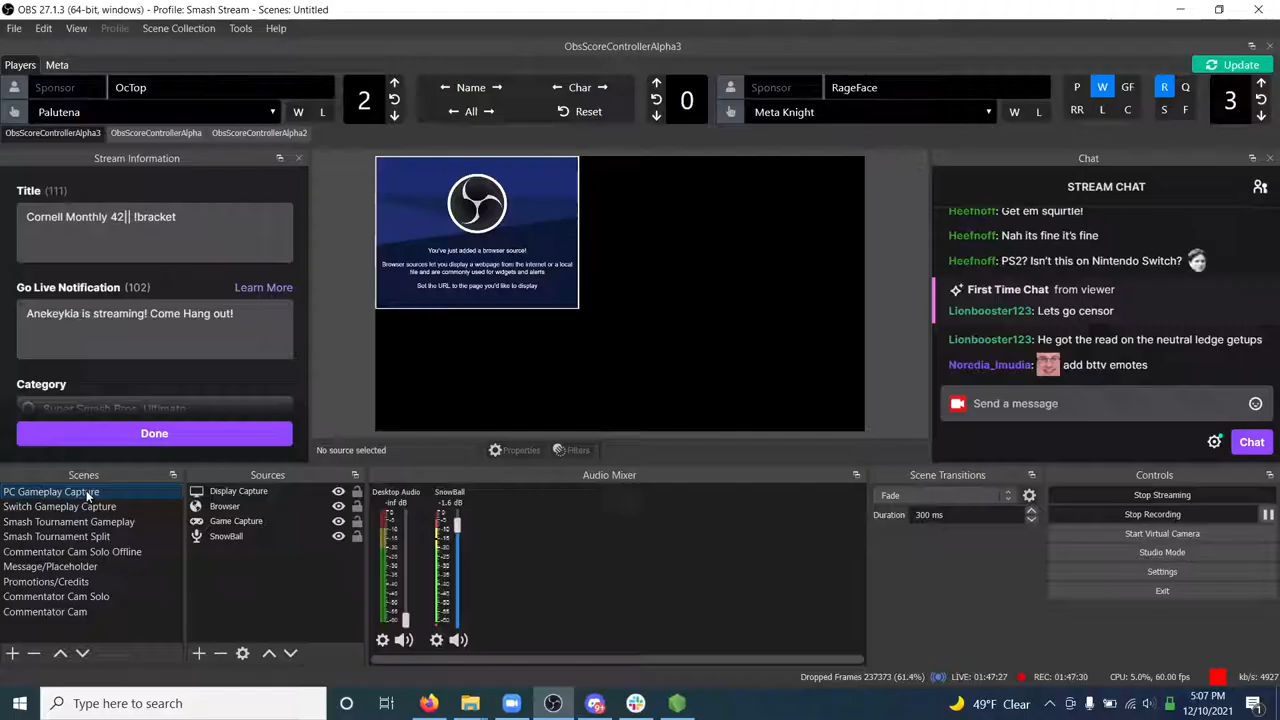 OBS 27.1.3 (64-bit, windows) - Profile: Smash Stream - Scenes: Untitled
File Edit View Profile Scene Collection Tools Help
ObsScoreControllerAlpha3
Players Meta
Update
Sponsor OcTop
2
← Name →
← Char →
0
Sponsor RageFace
P W GF R Q
3
Palutena W L
← All →
Reset
Meta Knight W L
RR L C S F
ObsScoreControllerAlpha3 ObsScoreControllerAlpha ObsScoreControllerAlpha2
Stream Information
Title (111)
Cornell Monthly 42|| !bracket
Go Live Notification (102) Learn More
Anekeykia is streaming! Come Hang out!
Category
Super Smash Bros. Ultimate
Done
You've just added a browser source!
Browser sources let you display a webpage from the internet or a local
file and are commonly used for widgets and alerts
Set the URL to the page you'd like to display
Chat
STREAM CHAT
Heefnoff: Get em squirtle!
Heefnoff: Nah its fine it's fine
Heefnoff: PS2? Isn't this on Nintendo Switch?
First Time Chat from viewer
Lionbooster123: Lets go censor
Lionbooster123: He got the read on the neutral ledge getups
Noredia_imudia: add bttv emotes
Send a message
Chat
No source selected Properties Filters
Scenes
PC Gameplay Capture
Switch Gameplay Capture
Smash Tournament Gameplay
Smash Tournament Split
Commentator Cam Solo Offline
Message/Placeholder
Promotions/Credits
Commentator Cam Solo
Commentator Cam
Sources
Display Capture
Browser
Game Capture
SnowBall
Audio Mixer
Desktop Audio SnowBall
-inf dB -1.6 dB
Scene Transitions
Fade
Duration 300 ms
Controls
Stop Streaming
Stop Recording
Start Virtual Camera
Studio Mode
Settings
Exit
Dropped Frames 237373 (61.4%) LIVE: 01:47:27 REC: 01:47:30 CPU: 5.0%, 60.00 fps kb/s: 4927
Type here to search
49°F Clear
5:07 PM
12/10/2021